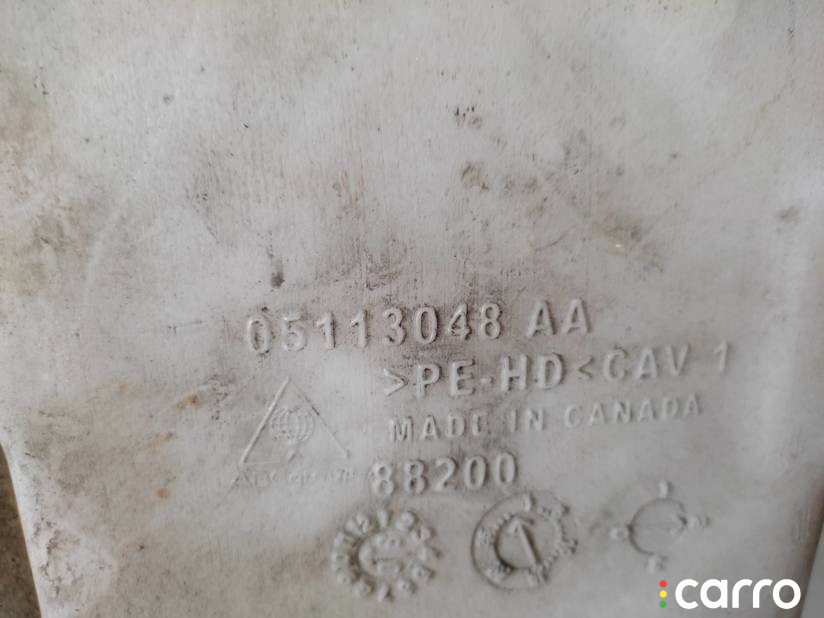 05113048 AA
>PE-HD< CAV 1
MADE IN CANADA
88200
carro